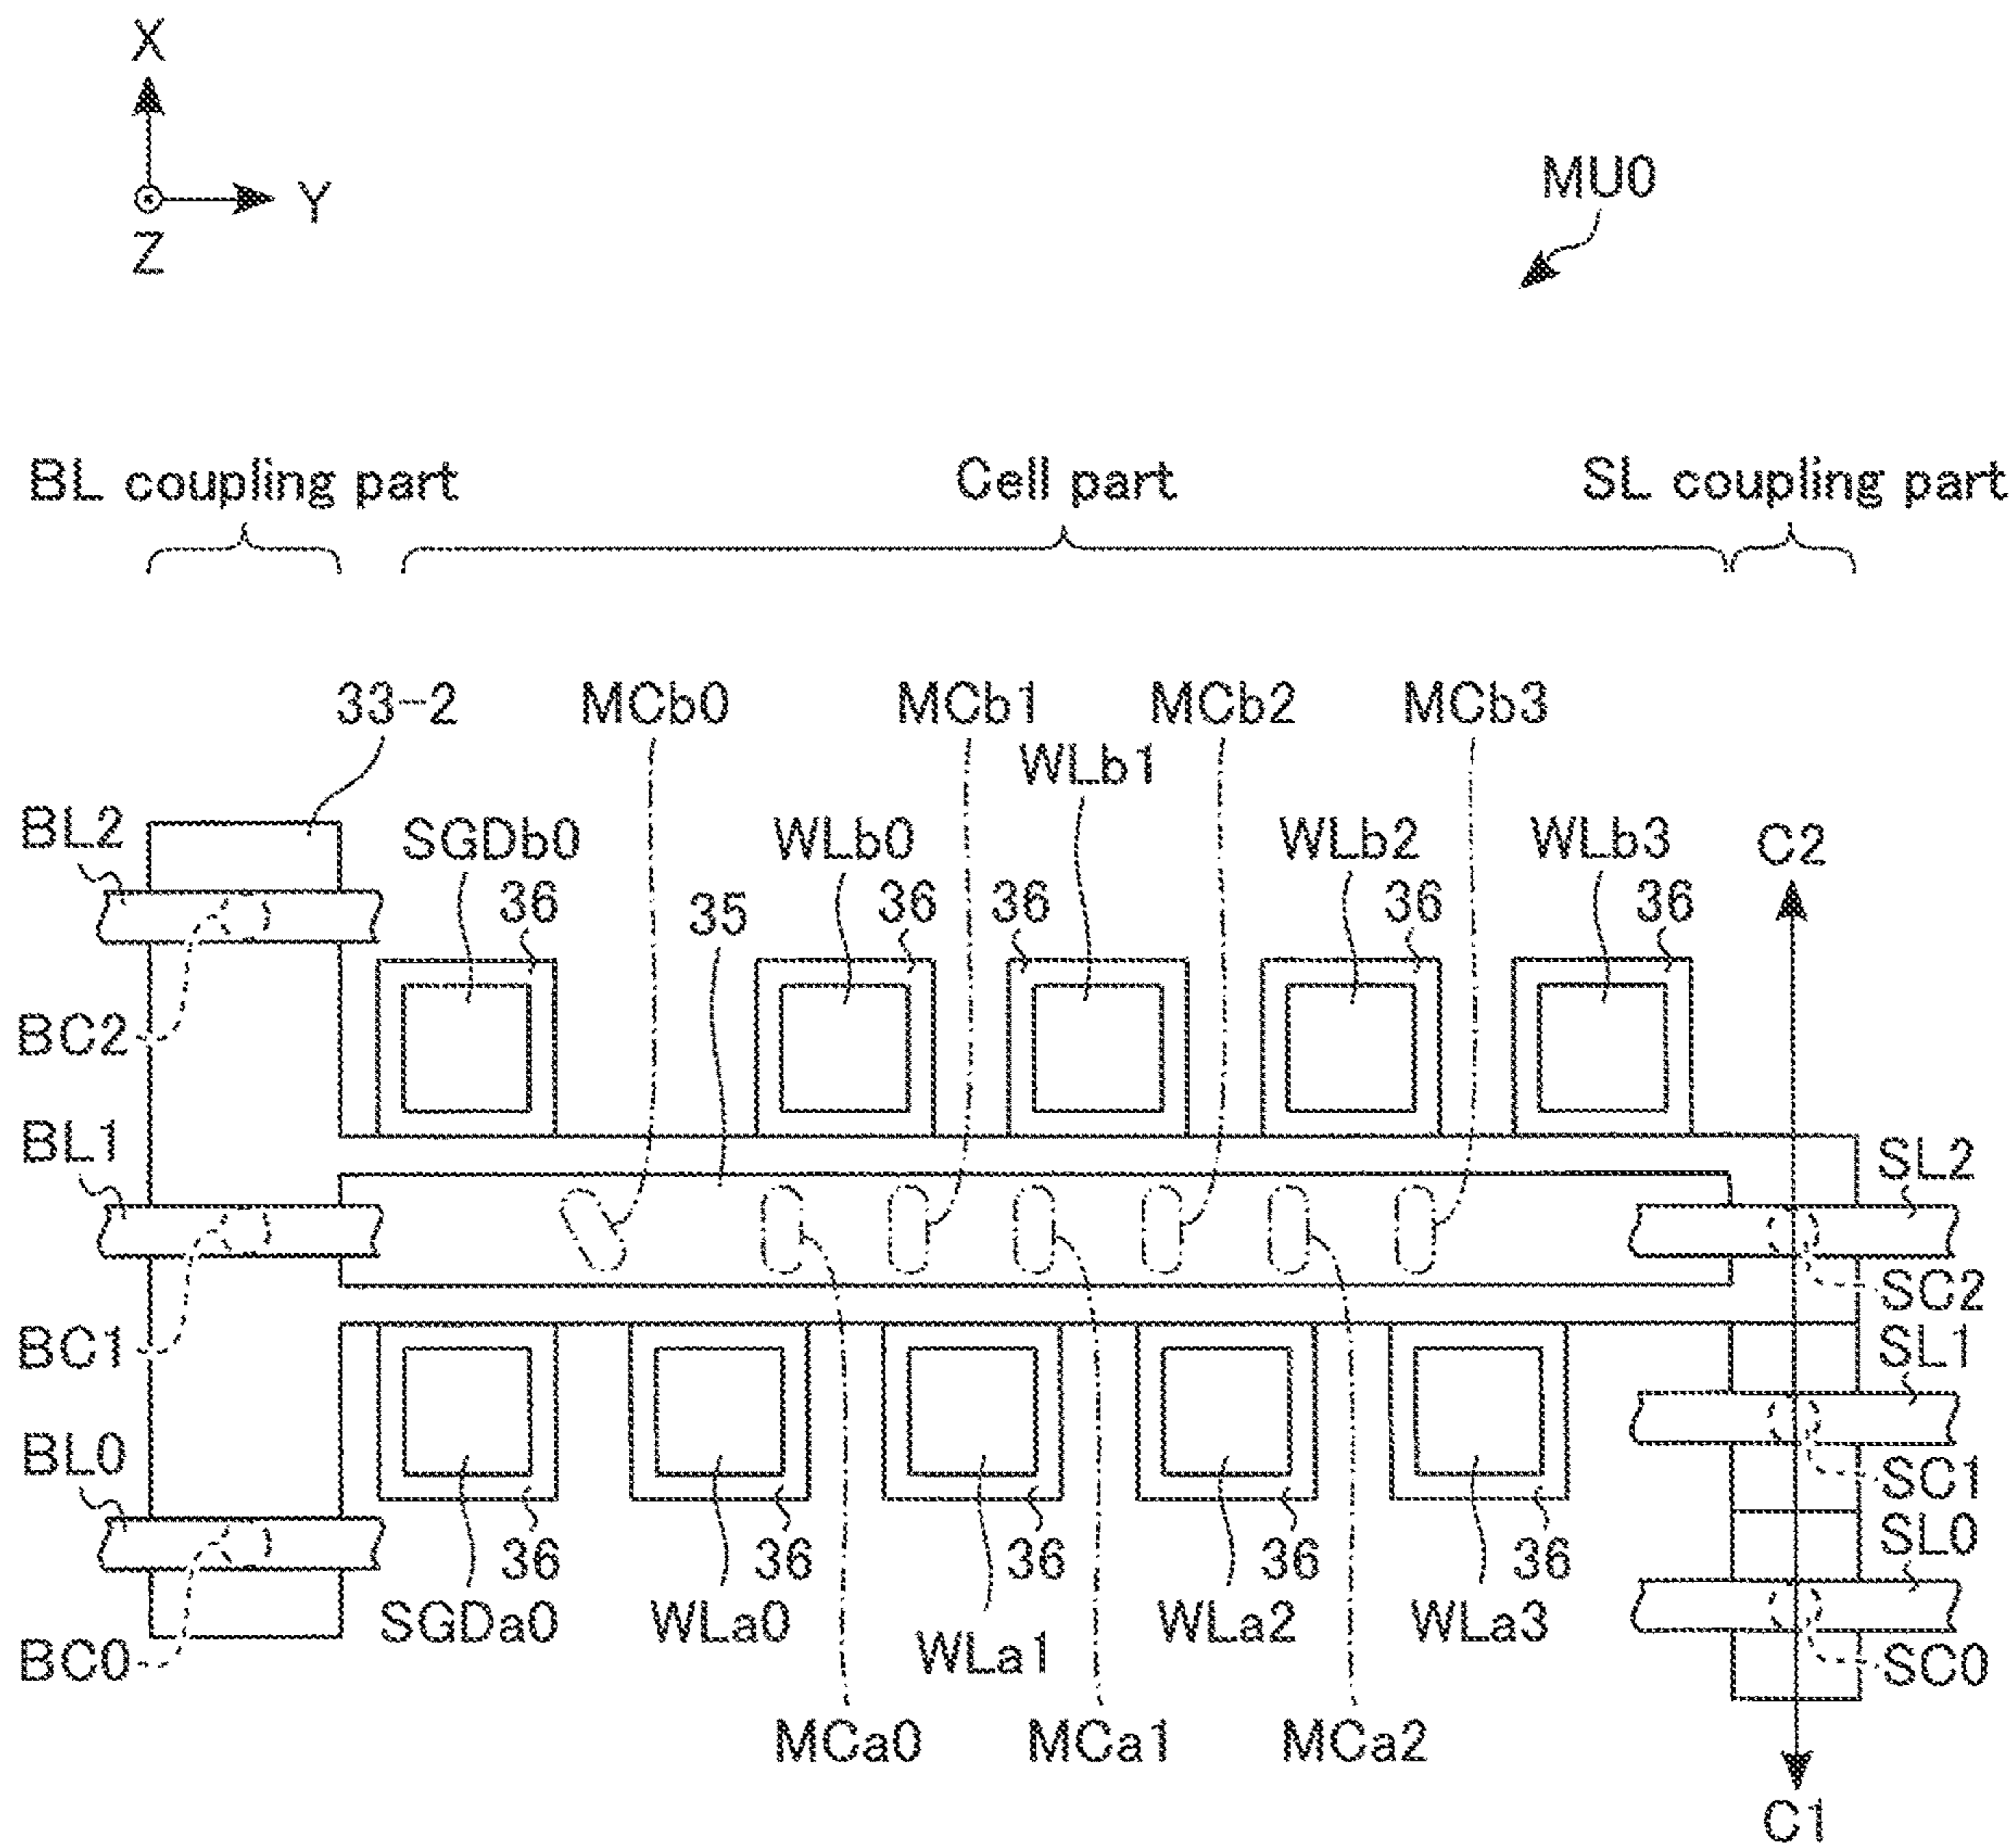 X
Y
Z
MU0
BL coupling part Cell part SL coupling part
33-2 MCb0 MCb1 MCb2 MCb3
WLb1
BL2 SGDb0 WLb0 WLb2 WLb3 C2
36 35 36 36 36 36
BC2
BL1 SL2
SC2
BC1 SL1
BL0
SC1
SL0
36 36 36 36 36
SGDa0 WLa0 WLa2 WLa3
BC0 WLa1 SC0
MCa0 MCa1 MCa2
C1